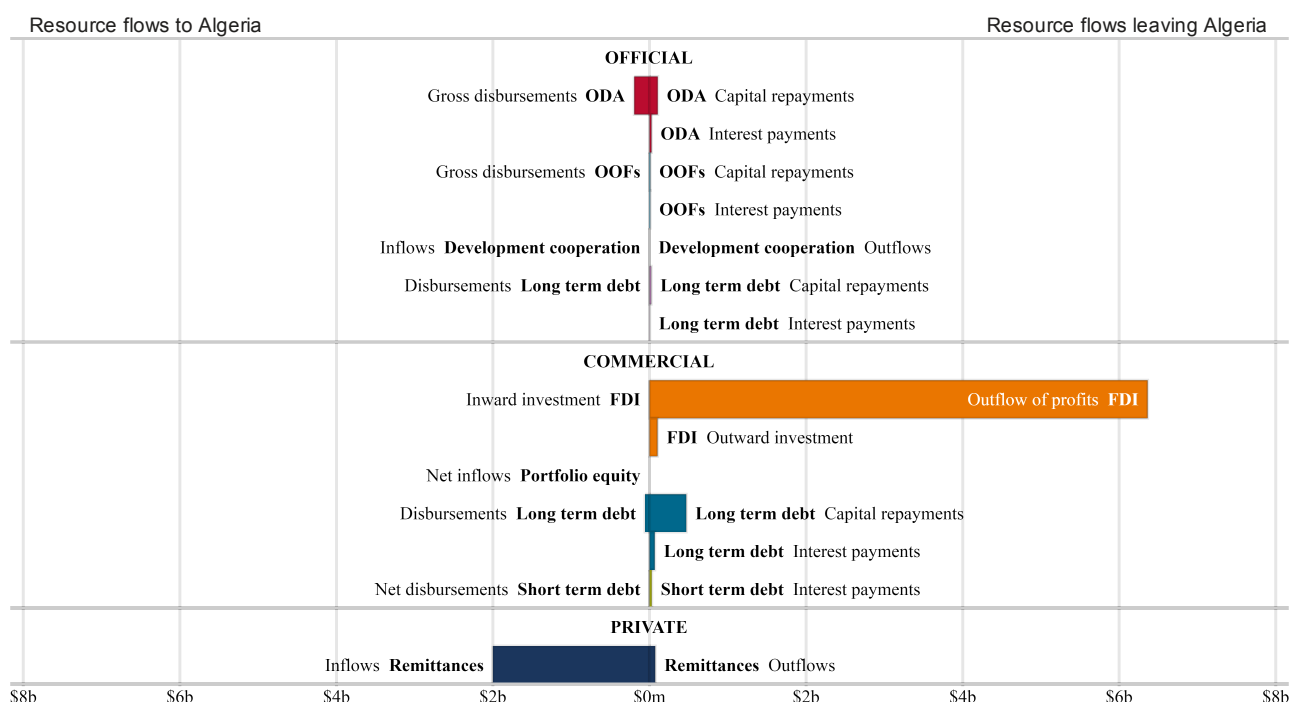 Resource flows to Algeria Resource flows leaving Algeria
OFFICIAL
Gross disbursements ODA ODA Capital repayments
ODA Interest payments
Gross disbursements OOFs OOFs Capital repayments
OOFs Interest payments
Inflows Development cooperation Development cooperation Outflows
Disbursements Long term debt Long term debt Capital repayments
Long term debt Interest payments
COMMERCIAL
Inward investment FDI Outflow of profits FDI
FDI Outward investment
Net inflows Portfolio equity
Disbursements Long term debt Long term debt Capital repayments
Long term debt Interest payments
Net disbursements Short term debt Short term debt Interest payments
PRIVATE
Inflows Remittances Remittances Outflows
$8b $6b $4b $2b $0m $2b $4b $6b $8b